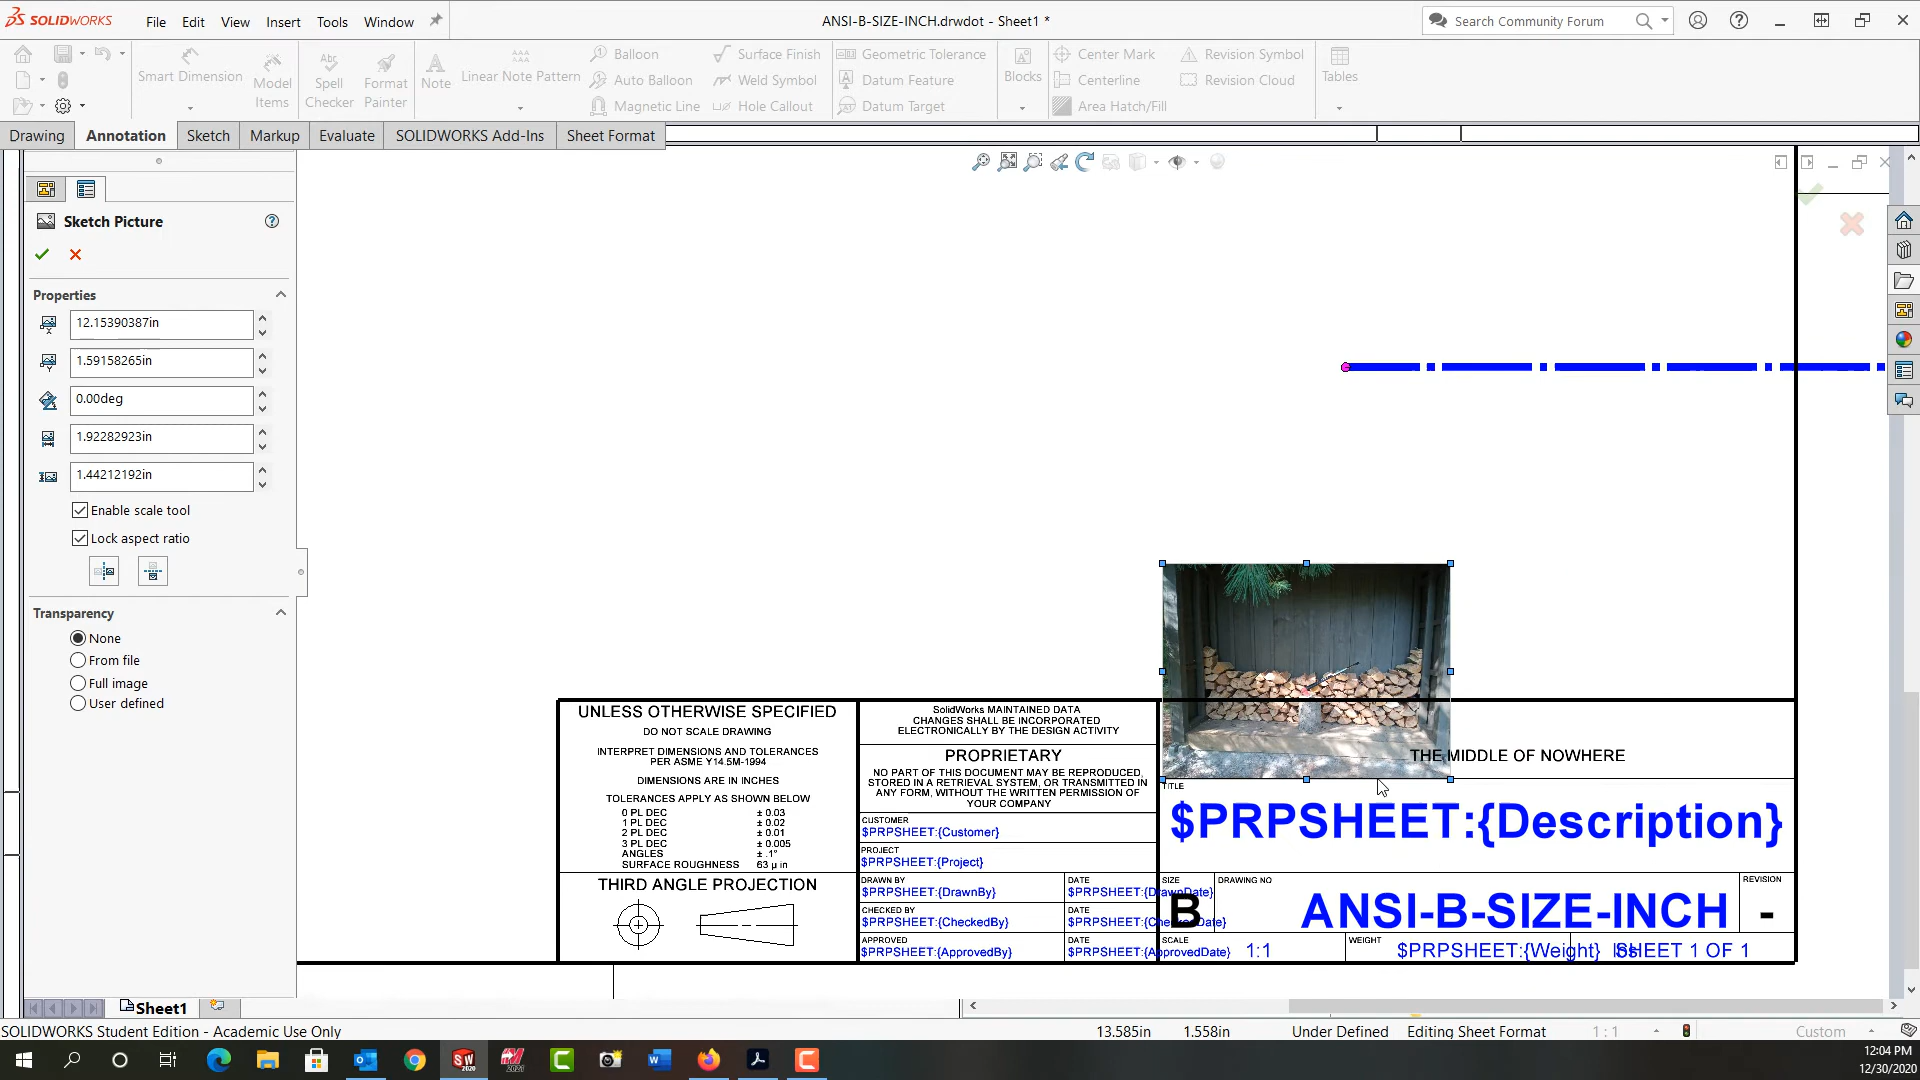 SOLIDWORKS File Edit View Insert Tools Window ANSI-B-SIZE-INCH.drwdot - Sheet1 * Search Community Forum
Smart Dimension
Model Items
Spell Checker
Format Painter
Note
Linear Note Pattern
Balloon
Auto Balloon
Magnetic Line
Surface Finish
Weld Symbol
Hole Callout
Geometric Tolerance
Datum Feature
Datum Target
Blocks
Center Mark
Centerline
Area Hatch/Fill
Revision Symbol
Revision Cloud
Tables
Drawing Annotation Sketch Markup Evaluate SOLIDWORKS Add-Ins Sheet Format
Sketch Picture
Properties
12.15390387in
1.59158265in
0.00deg
1.92282923in
1.44212192in
Enable scale tool
Lock aspect ratio
Transparency
None
From file
Full image
User defined
UNLESS OTHERWISE SPECIFIED
DO NOT SCALE DRAWING
INTERPRET DIMENSIONS AND TOLERANCES
PER ASME Y14.5M-1994
DIMENSIONS ARE IN INCHES
TOLERANCES APPLY AS SHOWN BELOW
0 PL DEC ± 0.03
1 PL DEC ± 0.02
2 PL DEC ± 0.01
3 PL DEC ± 0.005
ANGLES ± .1°
SURFACE ROUGHNESS 63 µ in
THIRD ANGLE PROJECTION
SolidWorks MAINTAINED DATA
CHANGES SHALL BE INCORPORATED
ELECTRONICALLY BY THE DESIGN ACTIVITY
PROPRIETARY
NO PART OF THIS DOCUMENT MAY BE REPRODUCED,
STORED IN A RETRIEVAL SYSTEM, OR TRANSMITTED IN
ANY FORM, WITHOUT THE WRITTEN PERMISSION OF
YOUR COMPANY
CUSTOMER
$PRPSHEET:{Customer}
PROJECT
$PRPSHEET:{Project}
DRAWN BY DATE
$PRPSHEET:{DrawnBy} $PRPSHEET:{DrawnDate}
CHECKED BY DATE
$PRPSHEET:{CheckedBy} $PRPSHEET:{CheckedDate}
APPROVED DATE
$PRPSHEET:{ApprovedBy} $PRPSHEET:{ApprovedDate}
THE MIDDLE OF NOWHERE
TITLE
$PRPSHEET:{Description}
SIZE DRAWING NO REVISION
B ANSI-B-SIZE-INCH -
SCALE 1:1 WEIGHT $PRPSHEET:{Weight} lbs SHEET 1 OF 1
Sheet1
SOLIDWORKS Student Edition - Academic Use Only 13.585in 1.558in Under Defined Editing Sheet Format 1 : 1 Custom
SW 2020
2021
12:04 PM
12/30/2020